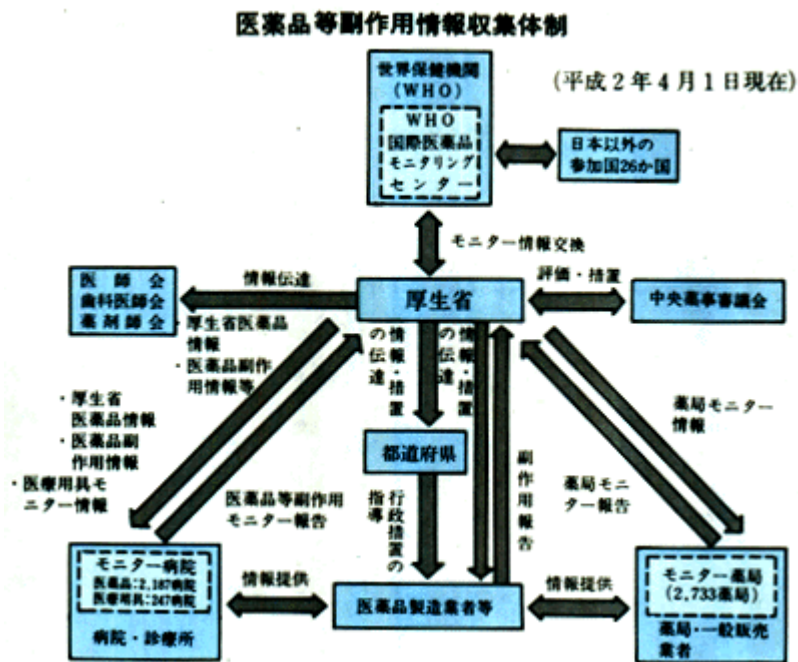 医薬品等副作用情報収集体制
(平成2年4月1日現在)
世界保健機関
(WHO)
WHO
国際医薬品
モニタリング
センター
日本以外の
参加国26か国
モニター情報交換
医師会
歯科医師会
薬剤師会
情報伝達
厚生省
評価・措置
中央薬事審議会
・厚生省医薬品
情報
・医薬品副作
用情報等
情報・措置
の伝達
情報・措置
の伝達
・厚生省
医薬品情報
・医薬品副
作用情報
・医療用具モ
ニター情報
都道府県
副作用報告
薬局モニター
情報
薬局モニ
ター報告
医薬品等副作用
モニター報告
行政措置の
指導
モニター病院
医薬品:2,187病院
医療用具:247病院
病院・診療所
情報提供
医薬品製造業者等
情報提供
モニター薬局
(2,733薬局)
薬局・一般販売
業者